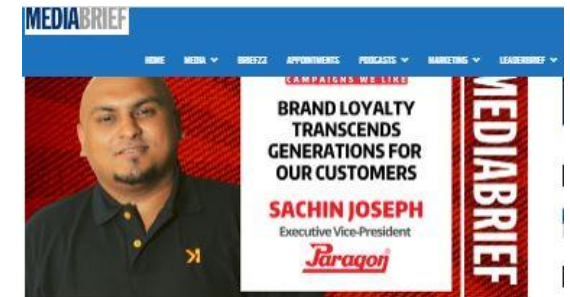 MEDIABRIEF
HOME MEDIA BRIEF23 APPOINTMENTS PODCASTS MARKETING LEADERBRIEF
CAMPAIGNS WE LIKE
BRAND LOYALTY
TRANSCENDS
GENERATIONS FOR
OUR CUSTOMERS
SACHIN JOSEPH
Executive Vice-President
Paragon
MEDIABRIEF